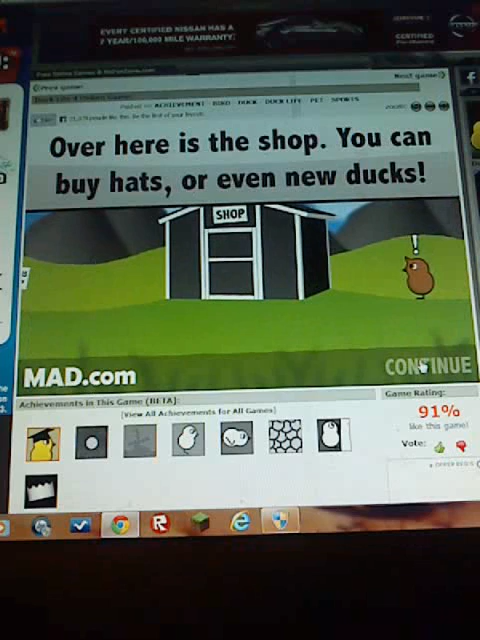 EVERY CERTIFIED NISSAN HAS A
7 YEAR/100,000 MILE WARRANTY.
CERTIFIED
Next game
ACHIEVEMENT · BIRD · DUCK · DUCK LIFE · PET · SPORTS
Over here is the shop. You can
buy hats, or even new ducks!
SHOP
!
MAD.com
CONTINUE
Achievements in This Game (BETA):
[View All Achievements for All Games]
Game Rating:
91%
like this game!
Vote: